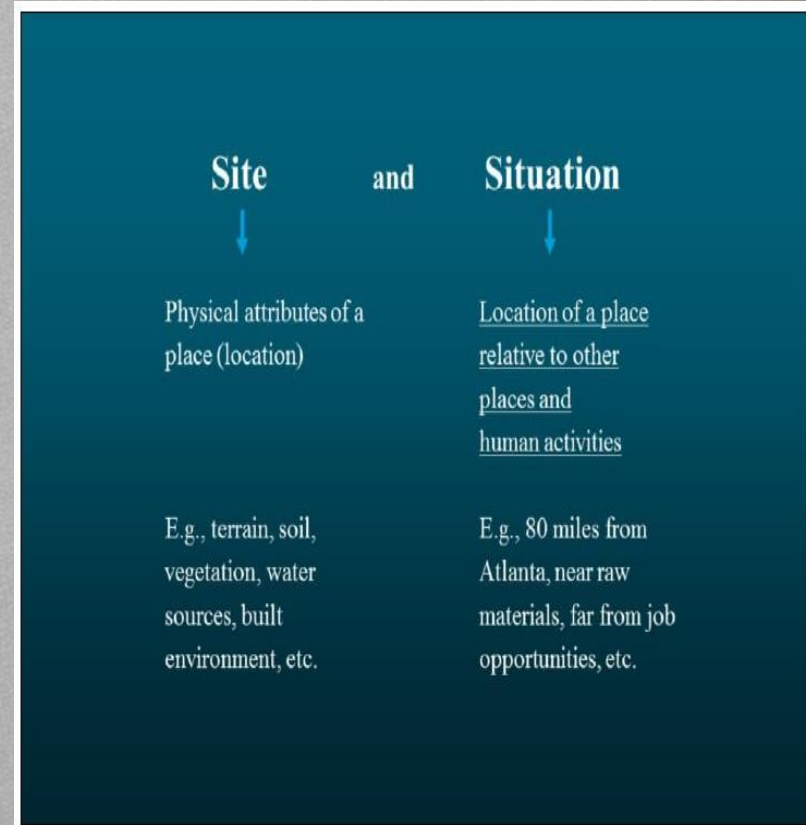 Site and Situation
Physical attributes of a
place (location)
Location of a place
relative to other
places and
human activities
E.g., terrain, soil,
vegetation, water
sources, built
environment, etc.
E.g., 80 miles from
Atlanta, near raw
materials, far from job
opportunities, etc.